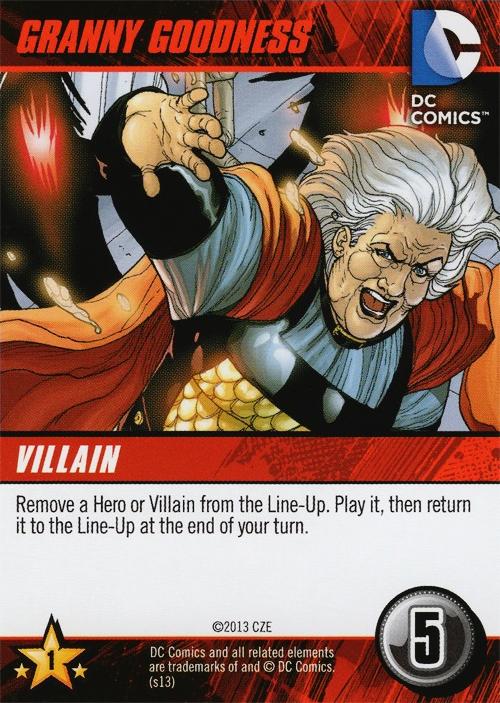 GRANNY GOODNESS
DC COMICS™
VILLAIN
Remove a Hero or Villain from the Line-Up. Play it, then return
it to the Line-Up at the end of your turn.
©2013 CZE
1
DC Comics and all related elements
are trademarks of and © DC Comics.
(s13)
5